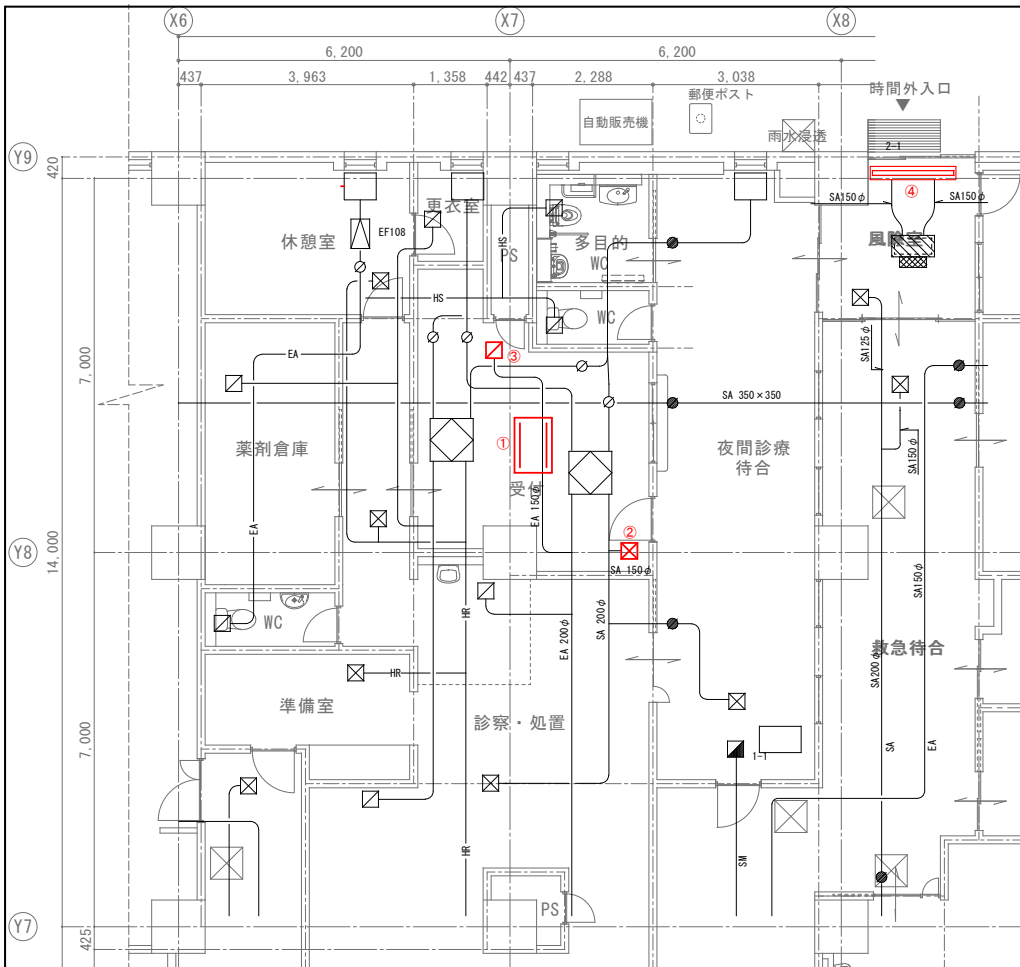 X6
X7
X8
6,200
6,200
437
3,963
1,358
442
437
2,288
3,038
郵便ポスト
時間外入口
自動販売機
雨水浸透
2-1
Y9
420
④
SA150φ
SA150φ
更衣室
休憩室
EF108
PS
HS
多目的
WC
風除室
HS
WC
SA125φ
③
EA
7,000
SA 350×350
①
薬剤倉庫
夜間診療
待合
SA150φ
受付
EA 150φ
②
Y8
14,000
EA
SA 150φ
SA150φ
WC
HR
EA 200φ
SA 200φ
救急待合
SA200φ
HR
準備室
診察・処置
7,000
1-1
SA
EA
HR
SM
PS
Y7
425